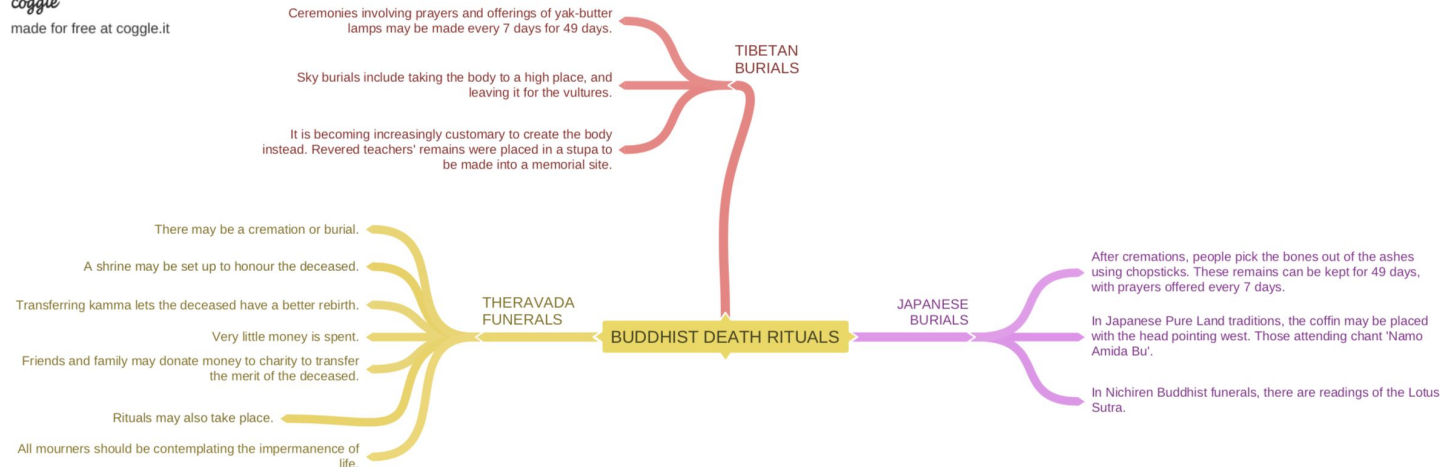 coggle
made for free at coggle.it
Ceremonies involving prayers and offerings of yak-butter
lamps may be made every 7 days for 49 days.
TIBETAN
BURIALS
Sky burials include taking the body to a high place, and
leaving it for the vultures.
It is becoming increasingly customary to create the body
instead. Revered teachers' remains were placed in a stupa to
be made into a memorial site.
There may be a cremation or burial.
A shrine may be set up to honour the deceased.
Transferring kamma lets the deceased have a better rebirth.
Very little money is spent.
Friends and family may donate money to charity to transfer
the merit of the deceased.
Rituals may also take place.
All mourners should be contemplating the impermanence of
life.
THERAVADA
FUNERALS
BUDDHIST DEATH RITUALS
JAPANESE
BURIALS
After cremations, people pick the bones out of the ashes
using chopsticks. These remains can be kept for 49 days,
with prayers offered every 7 days.
In Japanese Pure Land traditions, the coffin may be placed
with the head pointing west. Those attending chant 'Namo
Amida Bu'.
In Nichiren Buddhist funerals, there are readings of the Lotus
Sutra.